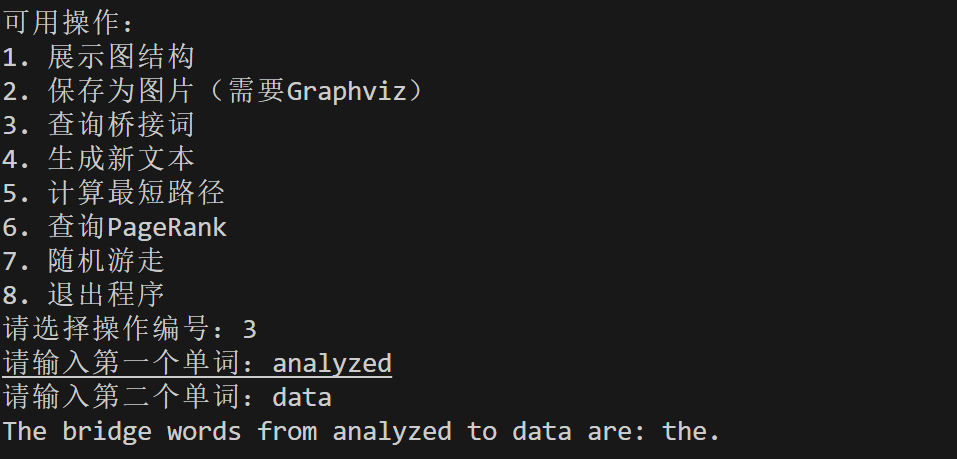 可用操作：
1. 展示图结构
2. 保存为图片（需要Graphviz）
3. 查询桥接词
4. 生成新文本
5. 计算最短路径
6. 查询PageRank
7. 随机游走
8. 退出程序
请选择操作编号：3
请输入第一个单词：analyzed
请输入第二个单词：data
The bridge words from analyzed to data are: the.